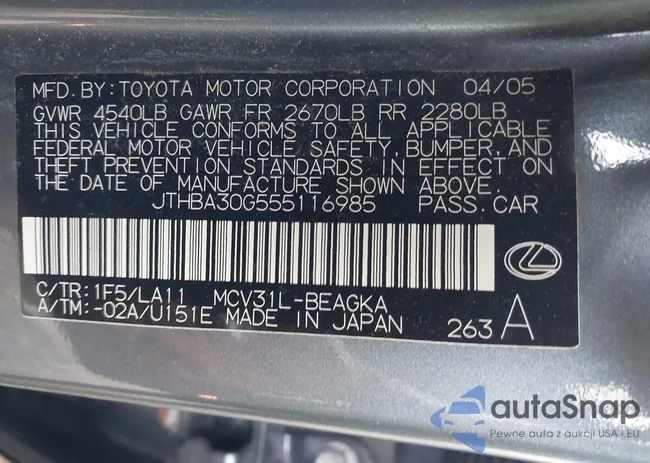 MFD. BY: TOYOTA MOTOR CORPORATION 04/05
GVWR 4540LB GAWR FR 2670LB RR 2280LB
THIS VEHICLE CONFORMS TO ALL APPLICABLE
FEDERAL MOTOR VEHICLE SAFETY, BUMPER, AND
THEFT PREVENTION STANDARDS IN EFFECT ON
THE DATE OF MANUFACTURE SHOWN ABOVE.
JTHBA30G555116985 PASS. CAR
C/TR: 1F5/LA11 MCV31L-BEAGKA
A/TM: -02A/U151E MADE IN JAPAN 263 A
autaSnap
Pewne auta z aukcji USA i EU